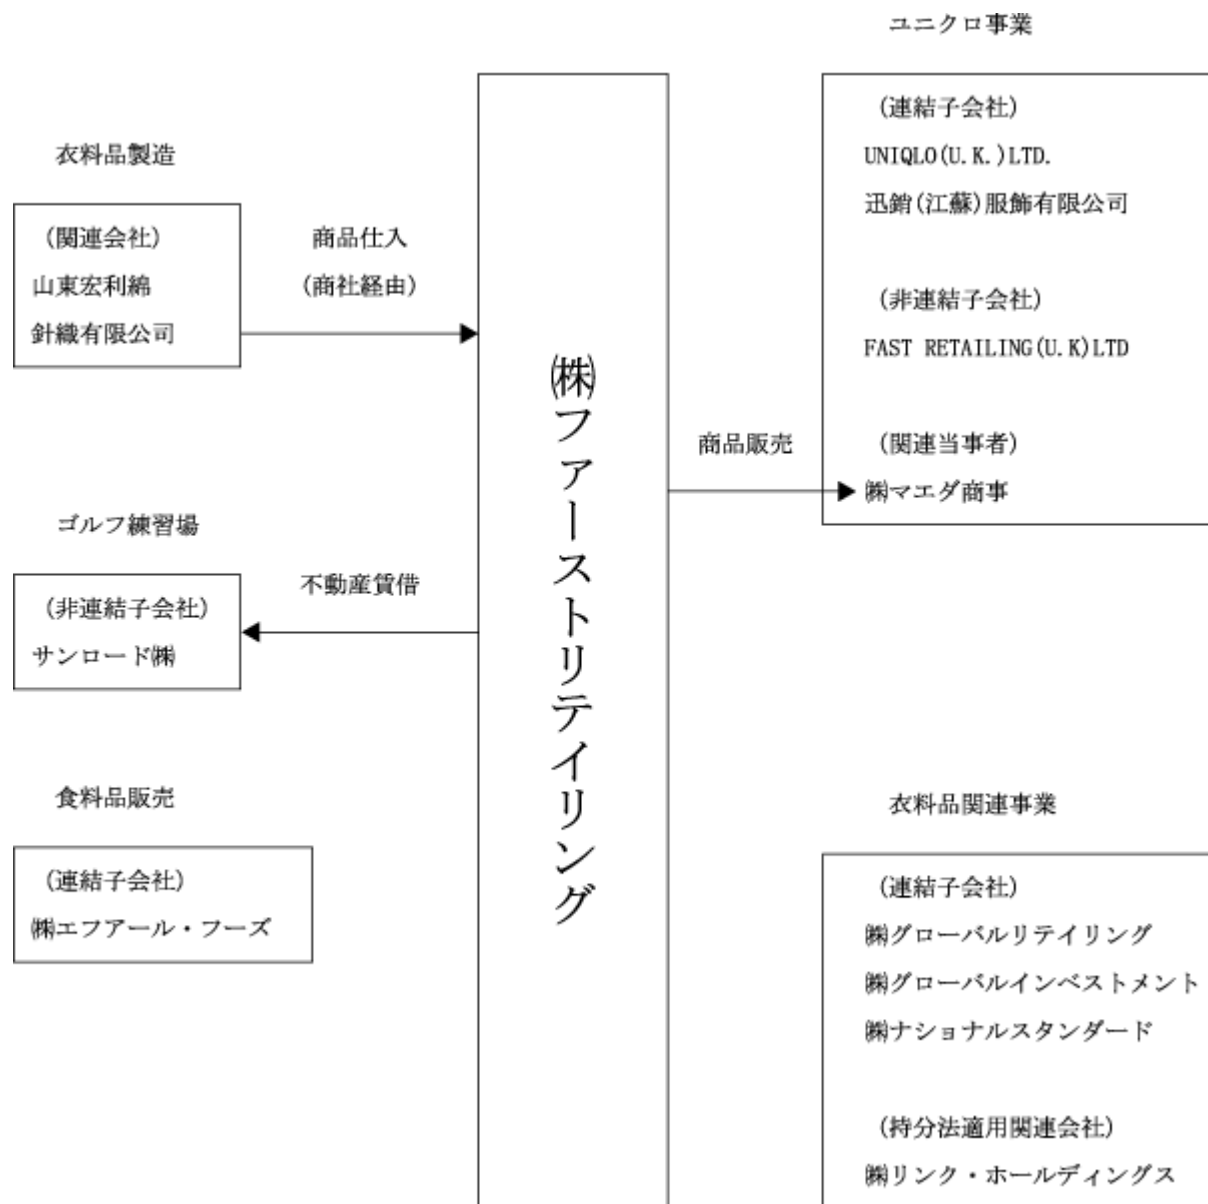 ユニクロ事業
(連結子会社)
UNIQLO(U.K.)LTD.
迅銷(江蘇)服飾有限公司
(非連結子会社)
FAST RETAILING(U.K)LTD
(関連当事者)
㈱マエダ商事
衣料品製造
(関連会社)
山東宏利綿
針織有限公司
商品仕入
(商社経由)
㈱ファーストリテイリング
商品販売
ゴルフ練習場
(非連結子会社)
サンロード㈱
不動産賃借
食料品販売
(連結子会社)
㈱エフアール・フーズ
衣料品関連事業
(連結子会社)
㈱グローバルリテイリング
㈱グローバルインベストメント
㈱ナショナルスタンダード
(持分法適用関連会社)
㈱リンク・ホールディングス